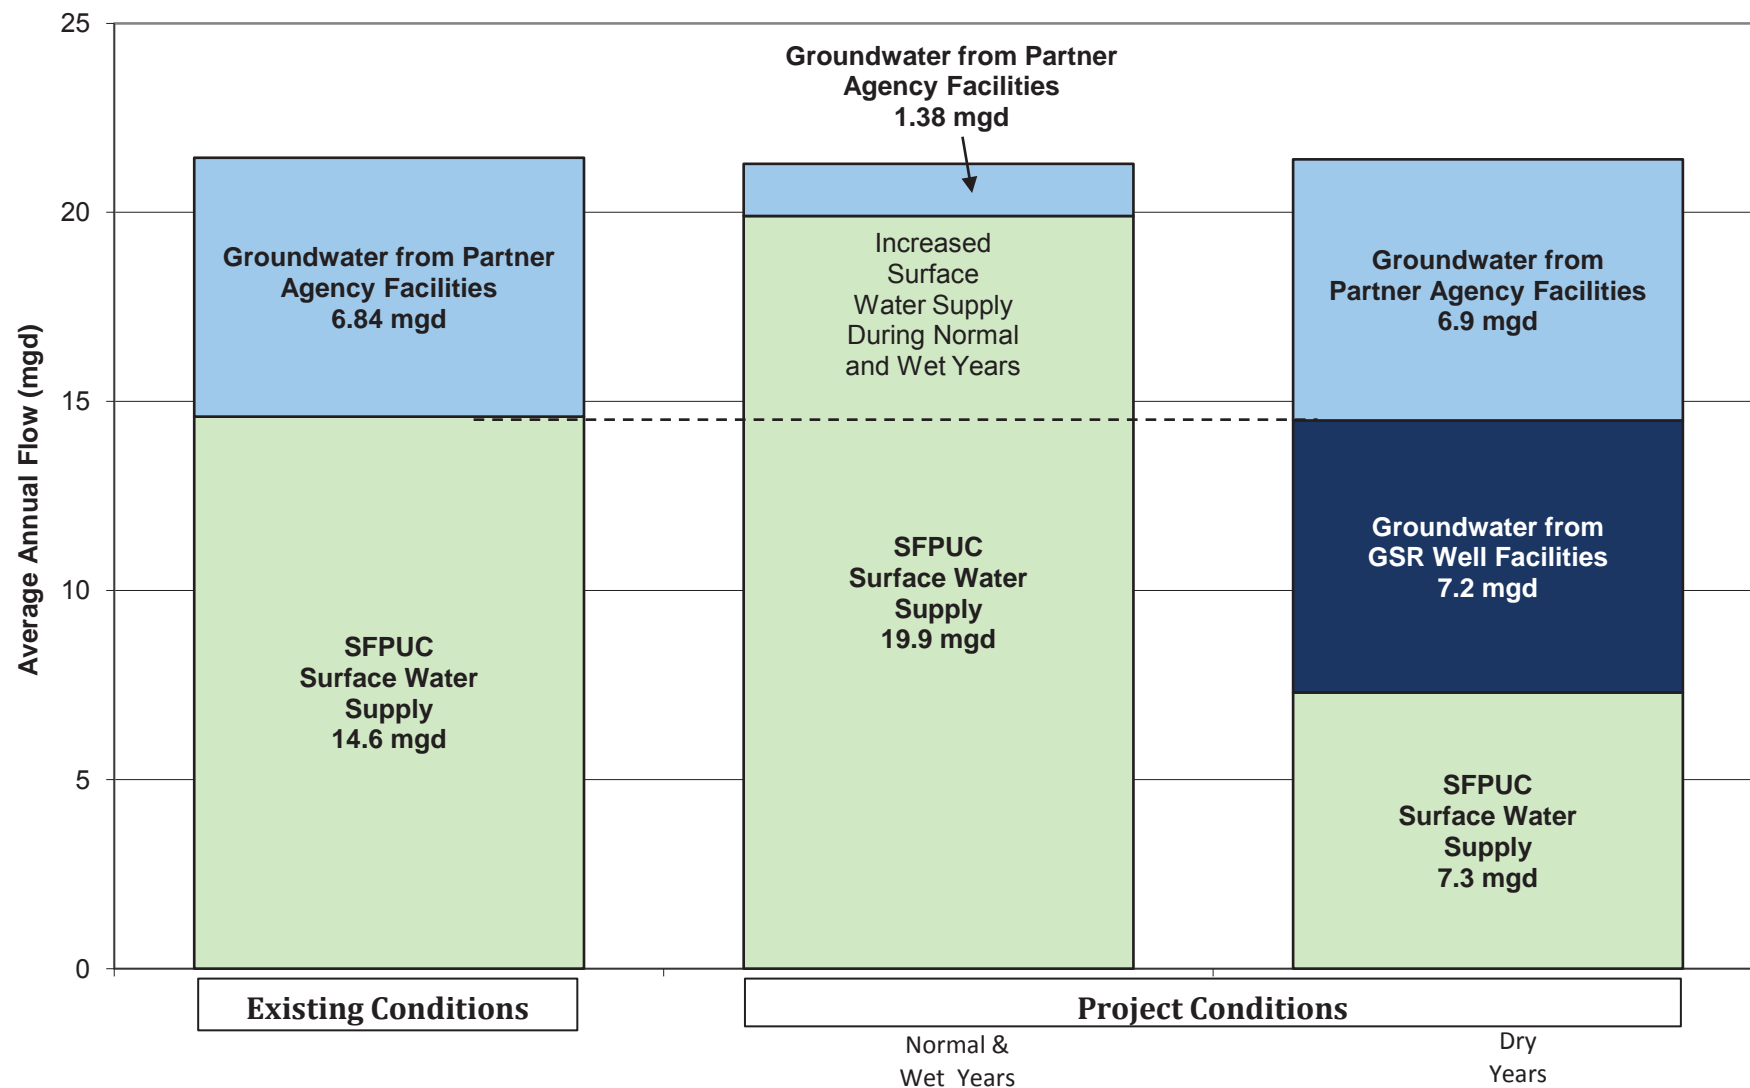 25
20
15
10
5
0
Average Annual Flow (mgd)
Groundwater from Partner
Agency Facilities
6.84 mgd
SFPUC
Surface Water
Supply
14.6 mgd
Groundwater from Partner
Agency Facilities
1.38 mgd
Increased
Surface
Water Supply
During Normal
and Wet Years
SFPUC
Surface Water
Supply
19.9 mgd
Groundwater from
Partner Agency Facilities
6.9 mgd
Groundwater from
GSR Well Facilities
7.2 mgd
SFPUC
Surface Water
Supply
7.3 mgd
Existing Conditions
Project Conditions
Normal &
Wet Years
Dry
Years